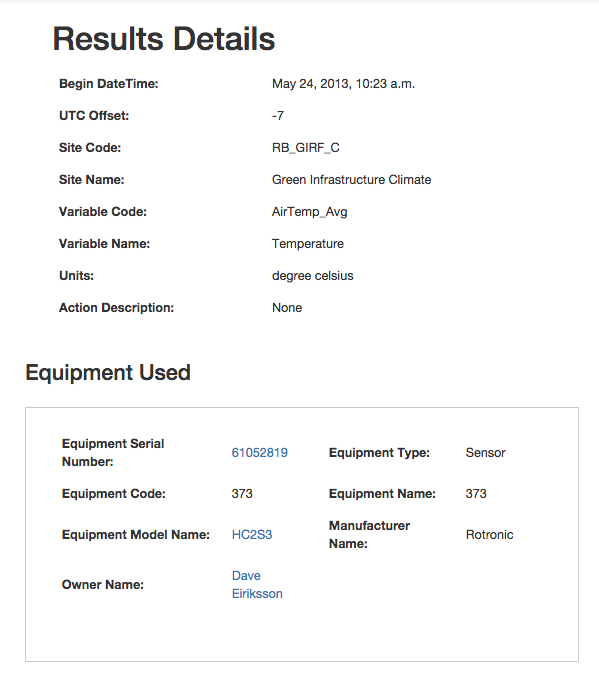 Results Details
Begin DateTime: May 24, 2013, 10:23 a.m.
UTC Offset: -7
Site Code: RB_GIRF_C
Site Name: Green Infrastructure Climate
Variable Code: AirTemp_Avg
Variable Name: Temperature
Units: degree celsius
Action Description: None
Equipment Used
Equipment Serial
Number: 61052819 Equipment Type: Sensor
Equipment Code: 373 Equipment Name: 373
Equipment Model Name: HC2S3 Manufacturer
Name: Rotronic
Owner Name: Dave
Eiriksson